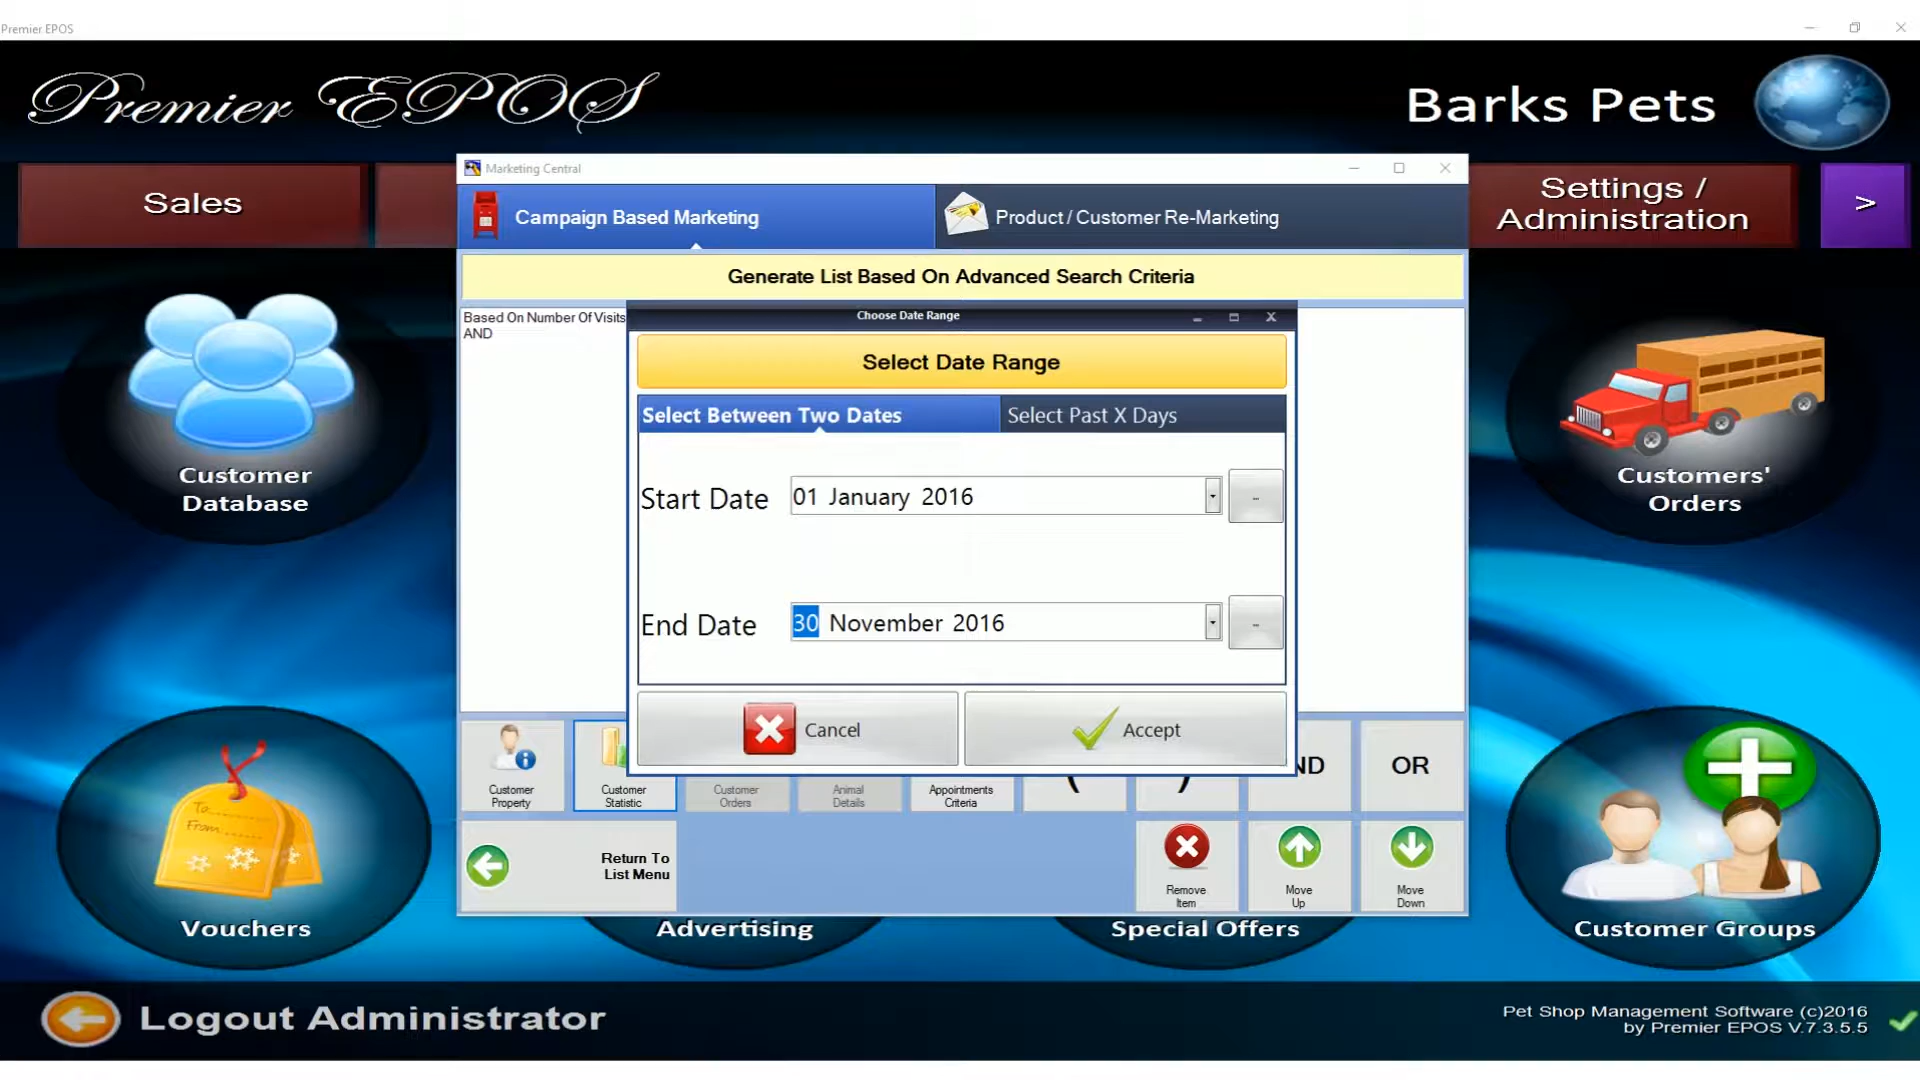 Premier EPOS
Premier EPOS
Barks Pets
Sales
Marketing Central
Settings /
Administration
>
Campaign Based Marketing
Product / Customer Re-Marketing
Generate List Based On Advanced Search Criteria
Based On Number Of Visits
AND
Choose Date Range
Select Date Range
Select Between Two Dates
Select Past X Days
Start Date
01 January 2016
...
End Date
30 November 2016
...
Cancel
Accept
Customer
Database
Customers'
Orders
Customer
Property
Customer
Statistic
Customer
Orders
Animal
Details
Appointments
Criteria
(
)
ND
OR
Return To
List Menu
Remove
Item
Move
Up
Move
Down
To
From
Vouchers
Advertising
Special Offers
Customer Groups
Logout Administrator
Pet Shop Management Software (c)2016
by Premier EPOS V.7.3.5.5